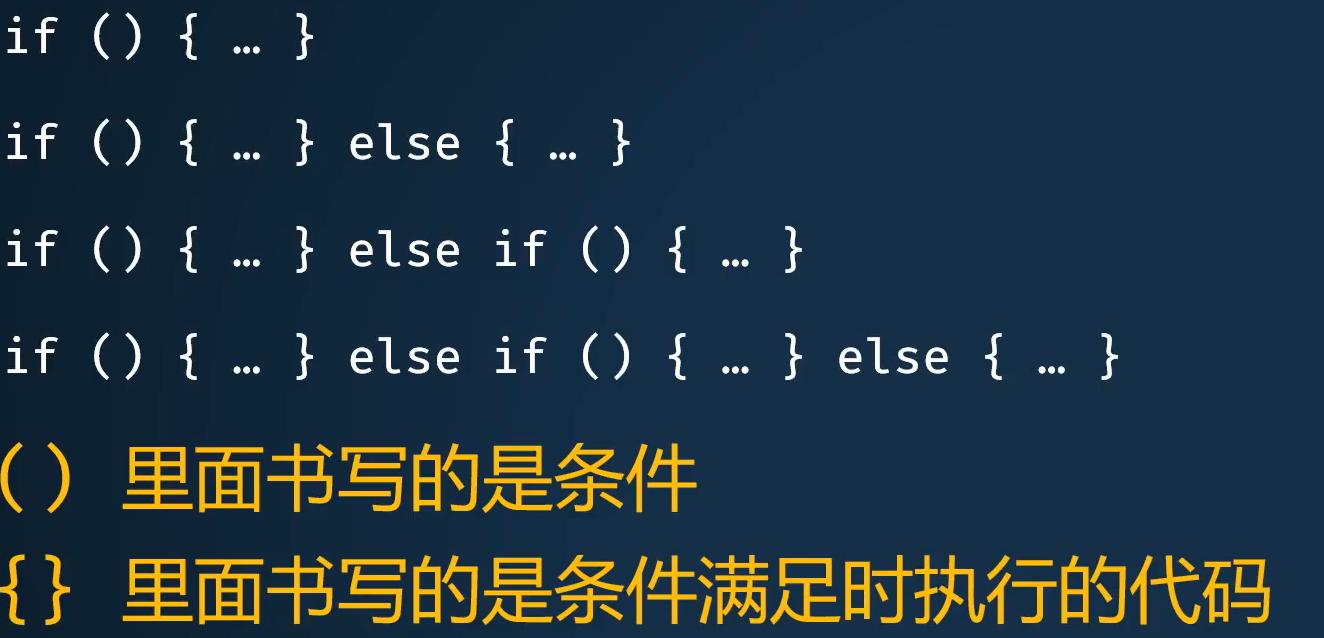 if () { … }
if () { … } else { … }
if () { … } else if () { … }
if () { … } else if () { … } else { … }
() 里面书写的是条件
{} 里面书写的是条件满足时执行的代码